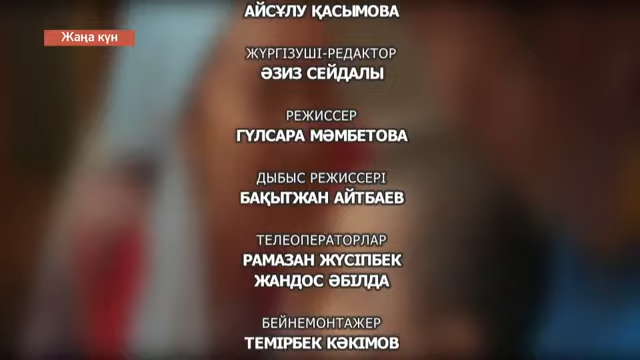 АЙСҰЛУ ҚАСЫМОВА
Жаңа күн
ЖҮРГІЗУШІ-РЕДАКТОР
ӘЗИЗ СЕЙДАЛЫ
РЕЖИССЕР
ГҮЛСАРА МӘМБЕТОВА
ДЫБЫС РЕЖИССЕРІ
БАҚЫТЖАН АЙТБАЕВ
ТЕЛЕОПЕРАТОРЛАР
РАМАЗАН ЖҮСІПБЕК
ЖАНДОС ӘБІЛДА
БЕЙНЕМОНТАЖЕР
ТЕМІРБЕК КӘКІМОВ